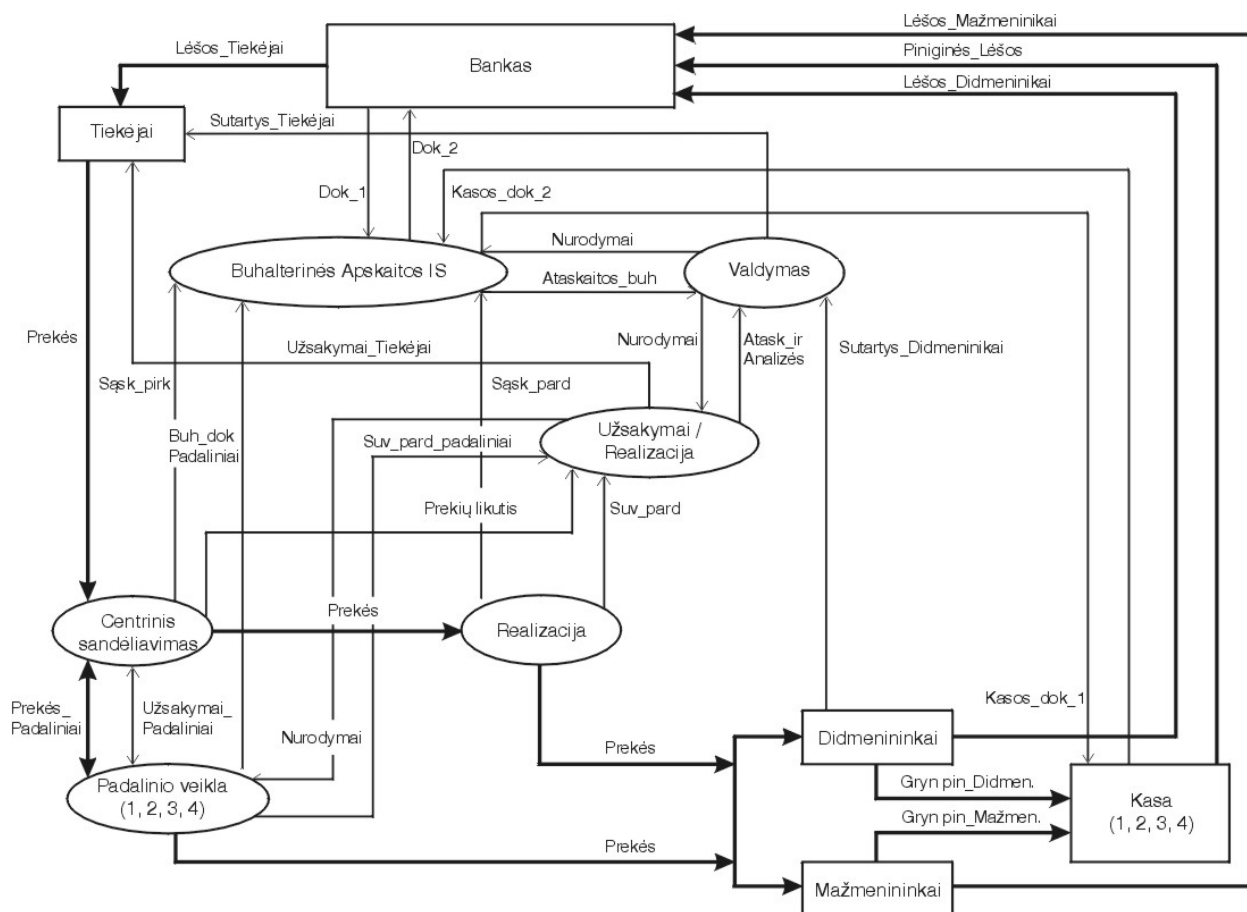 Lėšos_Mažmeninikai
Lėšos_Tiekėjai
Piniginės_Lėšos
Bankas
Lėšos_Didmeninikai
Tiekėjai
Sutartys_Tiekėjai
Dok_2
Dok_1
Kasos_dok_2
Nurodymai
Buhalterinės Apskaitos IS
Valdymas
Ataskaitos_buh
Prekės
Užsakymai_Tiekėjai
Nurodymai
Atask_ir
Analizės
Sutartys_Didmeninikai
Sąsk_pirk
Sąsk_pard
Buh_dok
Padaliniai
Suv_pard_padaliniai
Užsakymai /
Realizacija
Prekių likutis
Suv_pard
Centrinis
sandėliavimas
Prekės
Realizacija
Prekės_
Padaliniai
Užsakymai_
Padaliniai
Nurodymai
Kasos_dok_1
Prekės
Didmenininkai
Padalinio veikla
(1, 2, 3, 4)
Gryn pin_Didmen.
Kasa
(1, 2, 3, 4)
Gryn pin_Mažmen.
Prekės
Mažmenininkai